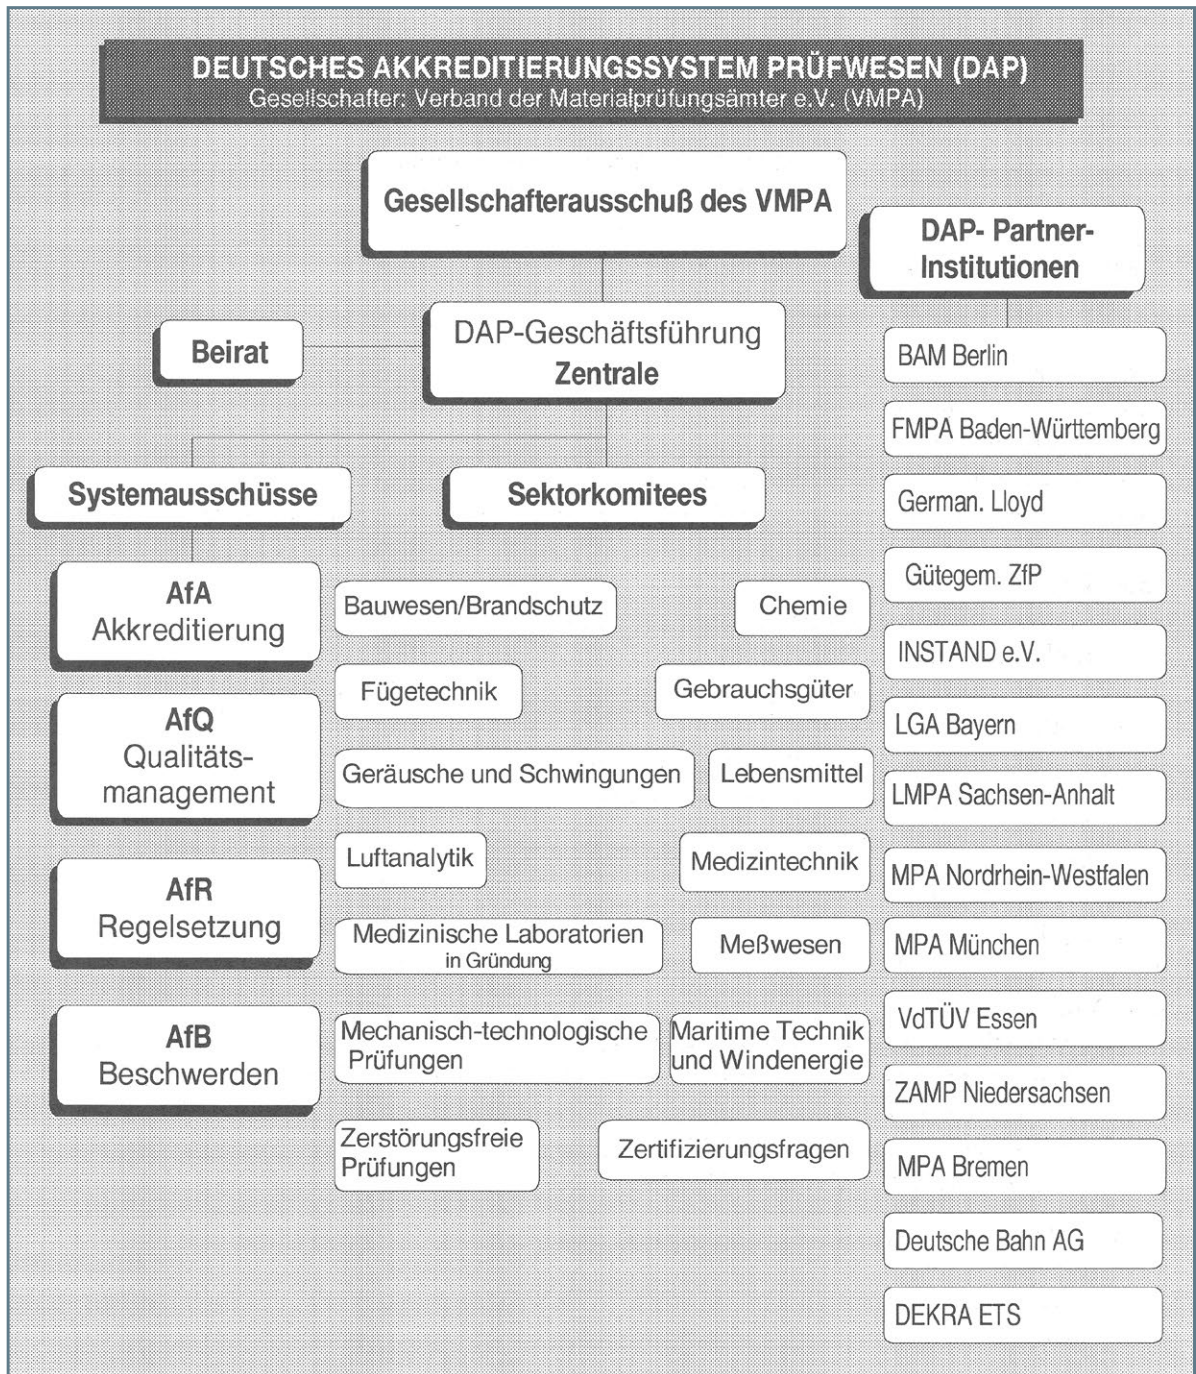 DEUTSCHES AKKREDITIERUNGSSYSTEM PRÜFWESEN (DAP)
Gesellschafter: Verband der Materialprüfungsämter e.V. (VMPA)
Gesellschafterausschuß des VMPA
DAP- Partner-
Institutionen
Beirat
DAP-Geschäftsführung
Zentrale
Systemausschüsse
Sektorkomitees
AfA
Akkreditierung
AfQ
Qualitäts-
management
AfR
Regelsetzung
AfB
Beschwerden
Bauwesen/Brandschutz
Chemie
Fügetechnik
Gebrauchsgüter
Geräusche und Schwingungen
Lebensmittel
Luftanalytik
Medizintechnik
Medizinische Laboratorien
in Gründung
Meßwesen
Mechanisch-technologische
Prüfungen
Maritime Technik
und Windenergie
Zerstörungsfreie
Prüfungen
Zertifizierungsfragen
BAM Berlin
FMPA Baden-Württemberg
German. Lloyd
Gütegem. ZfP
INSTAND e.V.
LGA Bayern
LMPA Sachsen-Anhalt
MPA Nordrhein-Westfalen
MPA München
VdTÜV Essen
ZAMP Niedersachsen
MPA Bremen
Deutsche Bahn AG
DEKRA ETS